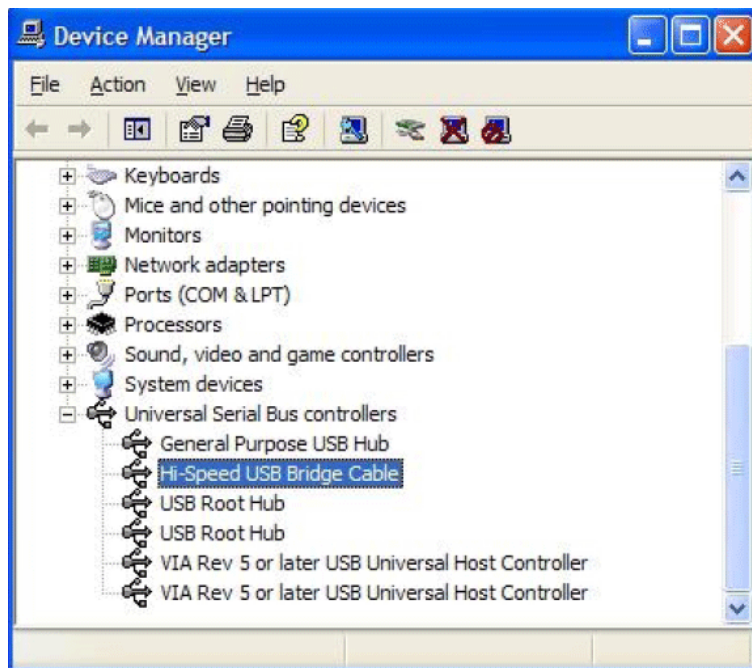 Device Manager
File Action View Help
Keyboards
Mice and other pointing devices
Monitors
Network adapters
Ports (COM & LPT)
Processors
Sound, video and game controllers
System devices
Universal Serial Bus controllers
General Purpose USB Hub
Hi-Speed USB Bridge Cable
USB Root Hub
USB Root Hub
VIA Rev 5 or later USB Universal Host Controller
VIA Rev 5 or later USB Universal Host Controller